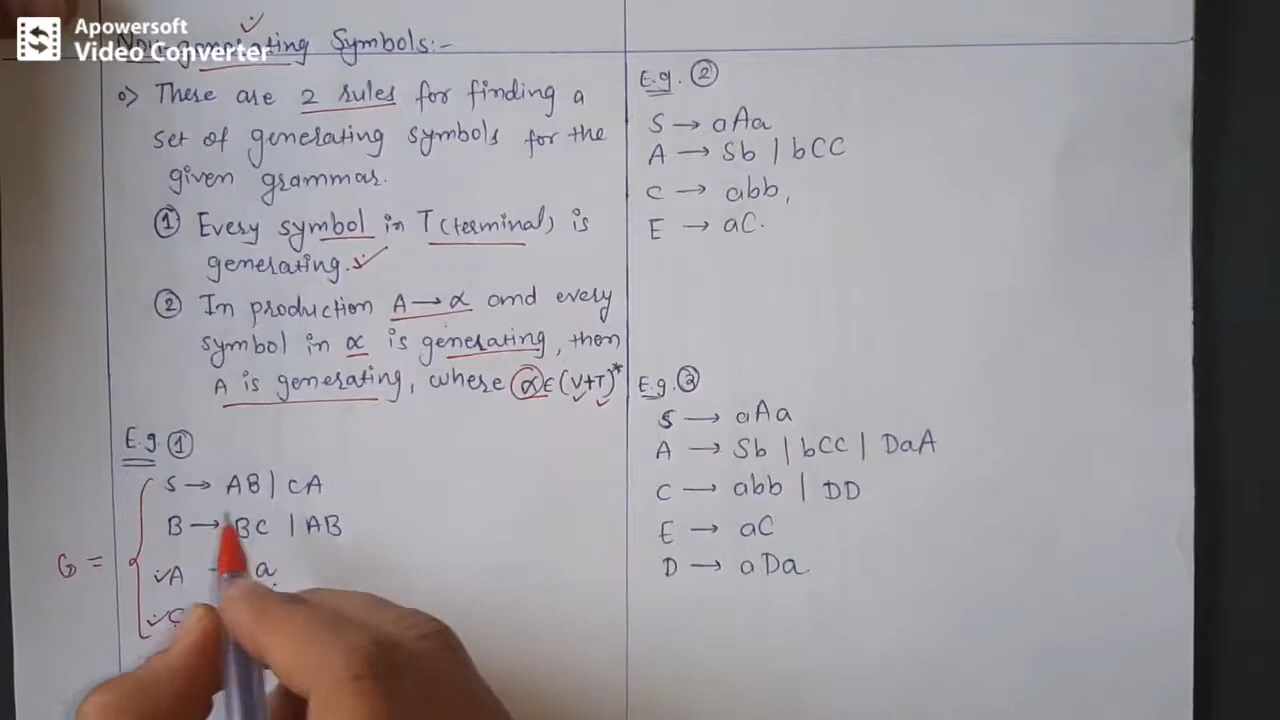 Apowersoft
Video Converter
Symbols:-
o> There are 2 rules for finding a
set of generating symbols for the
given grammar.
① Every symbol in T(terminal) is
generating.
② In production A → α and every
symbol in α is generating, then
A is generating, where α ∈ (V+T)*
E.g. ①
S → AB | CA
B → BC | AB
A a
C
G =
E.g. ②
S → aAa
A → Sb | bCC
C → abb,
E → aC.
E.g. ③
S → aAa
A → Sb | bCC | DaA
C → abb | DD
E → aC
D → aDa